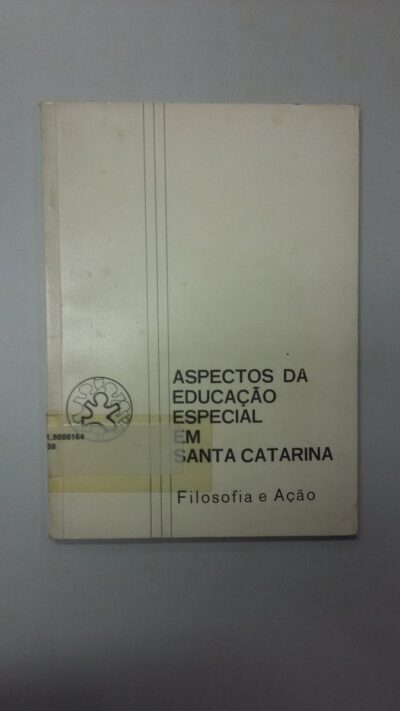 ASPECTOS DA
EDUCAÇÃO
ESPECIAL
EM
SANTA CATARINA
Filosofia e Ação